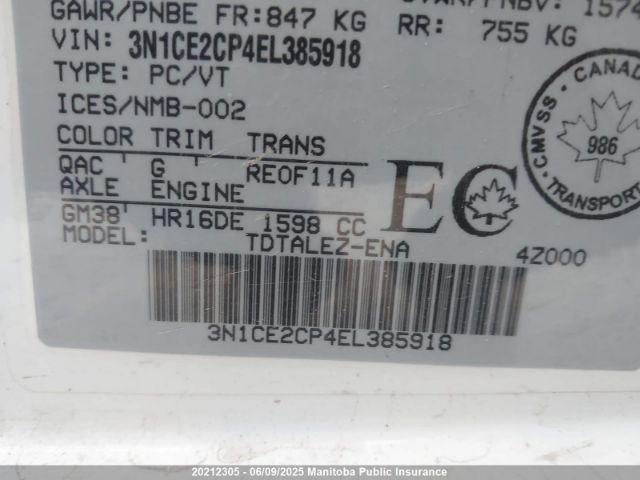 GAWR/PNBE FR: 847 KG RR: 755 KG
VIN: 3N1CE2CP4EL385918
TYPE: PC/VT
ICES/NMB-002
COLOR TRIM TRANS
QAC G RE0F11A
AXLE ENGINE
GM38 HR16DE 1598 CC
MODEL: TDTALEZ-ENA 4Z000
3N1CE2CP4EL385918
EC
CMVSS - CANADA
986
TRANSPORT
20212305 - 06/09/2025 Manitoba Public Insurance